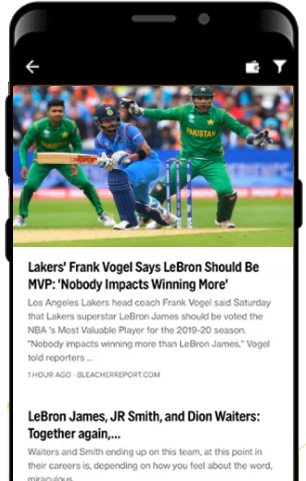 PAKISTAN
Lakers' Frank Vogel Says LeBron Should Be
MVP: 'Nobody Impacts Winning More'
Los Angeles Lakers head coach Frank Vogel said Saturday
that Lakers superstar LeBron James should be voted the
NBA 's Most Valuable Player for the 2019-20 season.
"Nobody impacts winning more than LeBron James," Vogel
told reporters ...
1 HOUR AGO - BLEACHERREPORT.COM
LeBron James, JR Smith, and Dion Waiters:
Together again,...
Waiters and Smith ending up on this team, at this point in
their careers is, depending on how you feel about the word,
miraculous